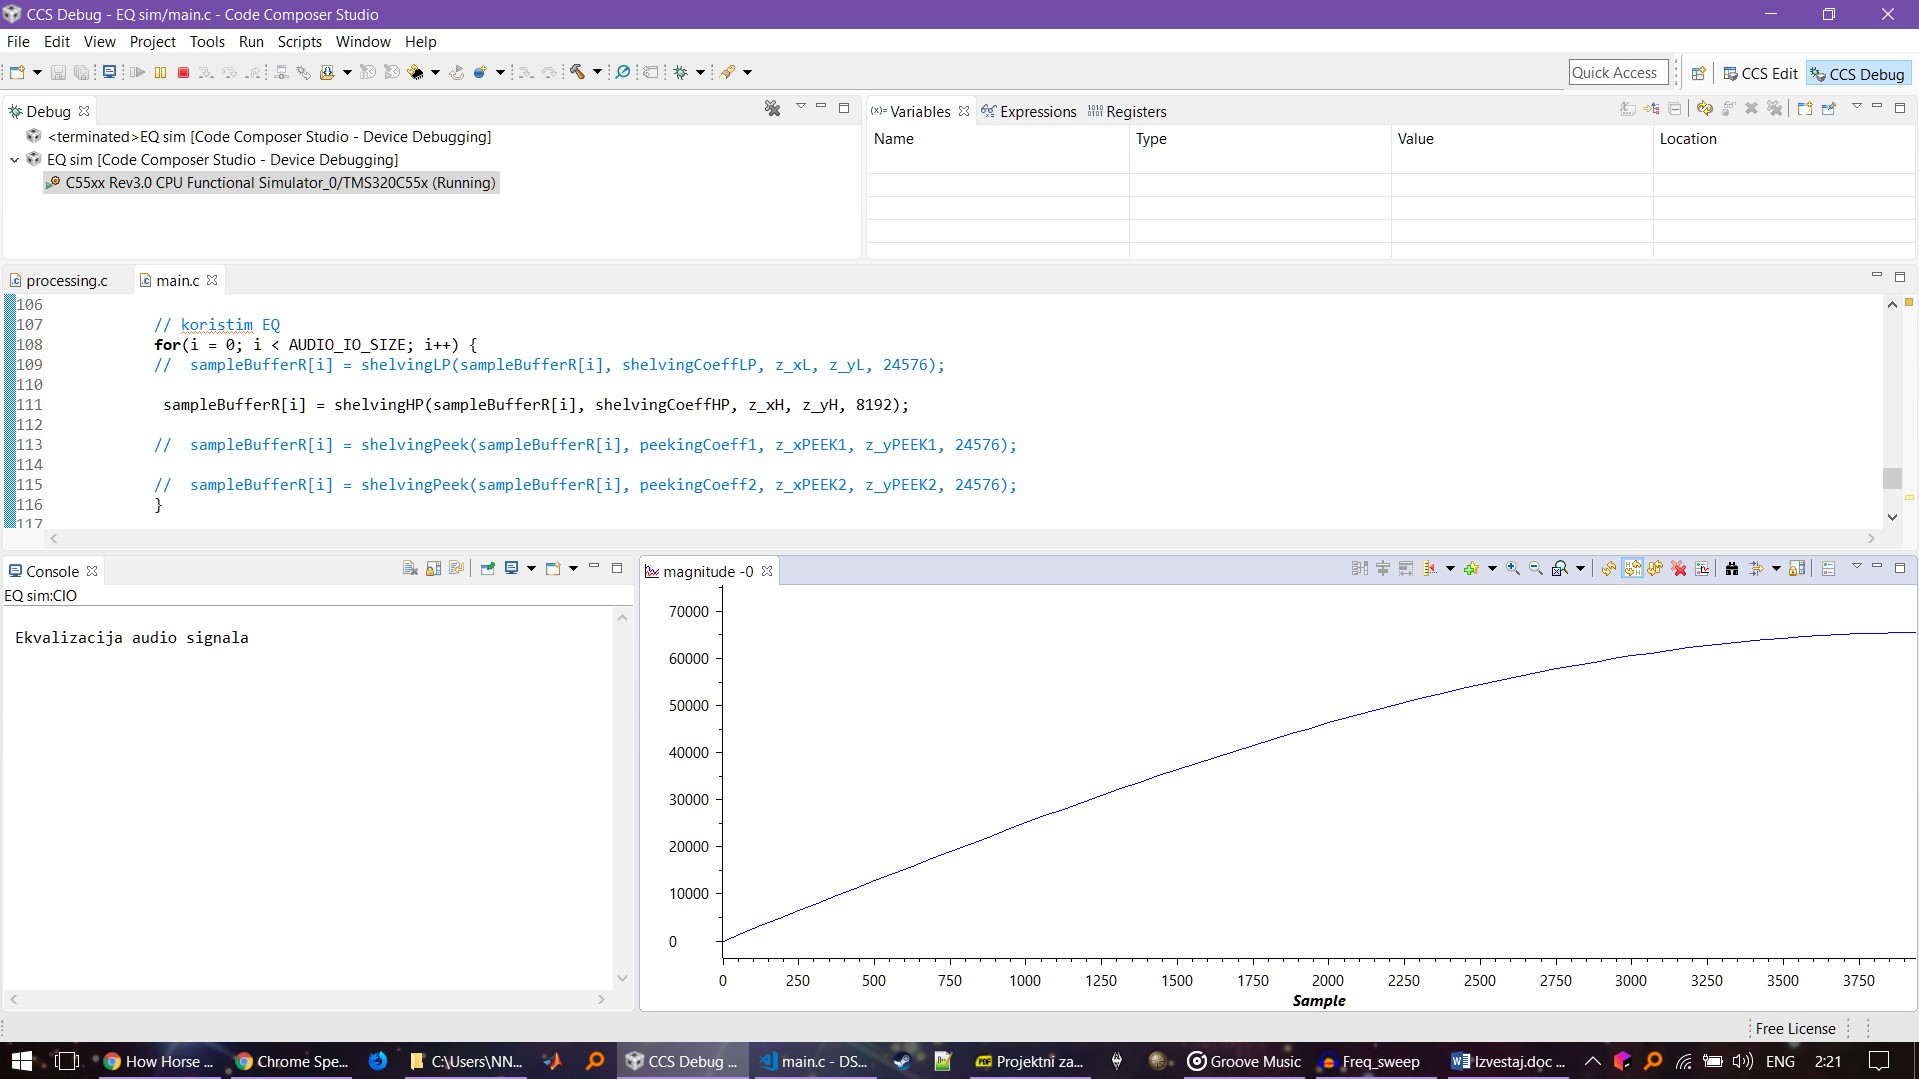 CCS Debug - EQ sim/main.c - Code Composer Studio
File Edit View Project Tools Run Scripts Window Help
Quick Access
CCS Edit
CCS Debug
Debug
<terminated>EQ sim [Code Composer Studio - Device Debugging]
EQ sim [Code Composer Studio - Device Debugging]
C55xx Rev3.0 CPU Functional Simulator_0/TMS320C55x (Running)
(x)= Variables Expressions Registers
Name Type Value Location
processing.c main.c
106
107 // koristim EQ
108 for(i = 0; i < AUDIO_IO_SIZE; i++) {
109 // sampleBufferR[i] = shelvingLP(sampleBufferR[i], shelvingCoeffLP, z_xL, z_yL, 24576);
110
111 sampleBufferR[i] = shelvingHP(sampleBufferR[i], shelvingCoeffHP, z_xH, z_yH, 8192);
112
113 // sampleBufferR[i] = shelvingPeek(sampleBufferR[i], peekingCoeff1, z_xPEEK1, z_yPEEK1, 24576);
114
115 // sampleBufferR[i] = shelvingPeek(sampleBufferR[i], peekingCoeff2, z_xPEEK2, z_yPEEK2, 24576);
116 }
117
Console
EQ sim:CIO
Ekvalizacija audio signala
magnitude -0
70000
60000
50000
40000
30000
20000
10000
0
0 250 500 750 1000 1250 1500 1750 2000 2250 2500 2750 3000 3250 3500 3750
Sample
Free License
How Horse ... Chrome Spe... C:\Users\NN... CCS Debug ... main.c - DS... Projektni za... Groove Music Freq_sweep Izvestaj.doc ... ENG 2:21